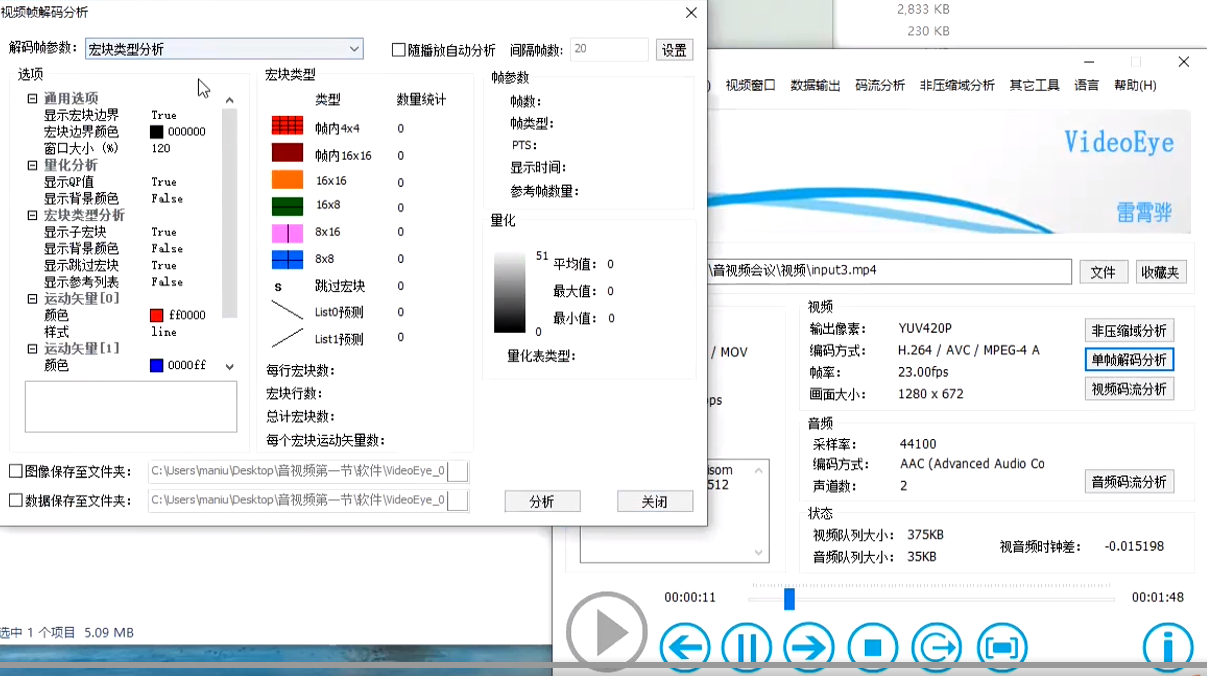 视频帧解码分析
解码帧参数: 宏块类型分析
随播放自动分析 间隔帧数: 20 设置
选项
通用选项
显示宏块边界 True
宏块边界颜色 000000
窗口大小 (%) 120
量化分析
显示QP值 True
显示背景颜色 False
宏块类型分析
显示子宏块 True
显示背景颜色 False
显示跳过宏块 True
显示参考列表 False
运动矢量[0]
颜色 ff0000
样式 line
运动矢量[1]
颜色 0000ff
宏块类型
类型 数量统计
帧内4x4 0
帧内16x16 0
16x16 0
16x8 0
8x16 0
8x8 0
s 跳过宏块 0
List0预测 0
List1预测 0
每行宏块数:
宏块行数:
总计宏块数:
每个宏块运动矢量数:
帧参数
帧数:
帧类型:
PTS:
显示时间:
参考帧数量:
量化
51
0
平均值: 0
最大值: 0
最小值: 0
量化表类型:
图像保存至文件夹: C:\Users\maniu\Desktop\音视频第一节\软件\VideoEye_0
数据保存至文件夹: C:\Users\maniu\Desktop\音视频第一节\软件\VideoEye_0
分析 关闭
2,833 KB
230 KB
) 视频窗口 数据输出 码流分析 非压缩域分析 其它工具 语言 帮助(H)
VideoEye
雷霄骅
\音视频会议\视频\input3.mp4 文件 收藏夹
/ MOV
ps
isom
512
视频
输出像素: YUV420P
编码方式: H.264 / AVC / MPEG-4 A
帧率: 23.00fps
画面大小: 1280 x 672
非压缩域分析
单帧解码分析
视频码流分析
音频
采样率: 44100
编码方式: AAC (Advanced Audio Co
声道数: 2
音频码流分析
状态
视频队列大小: 375KB
音频队列大小: 35KB
视音频时钟差: -0.015198
00:00:11 00:01:48
选中 1 个项目 5.09 MB